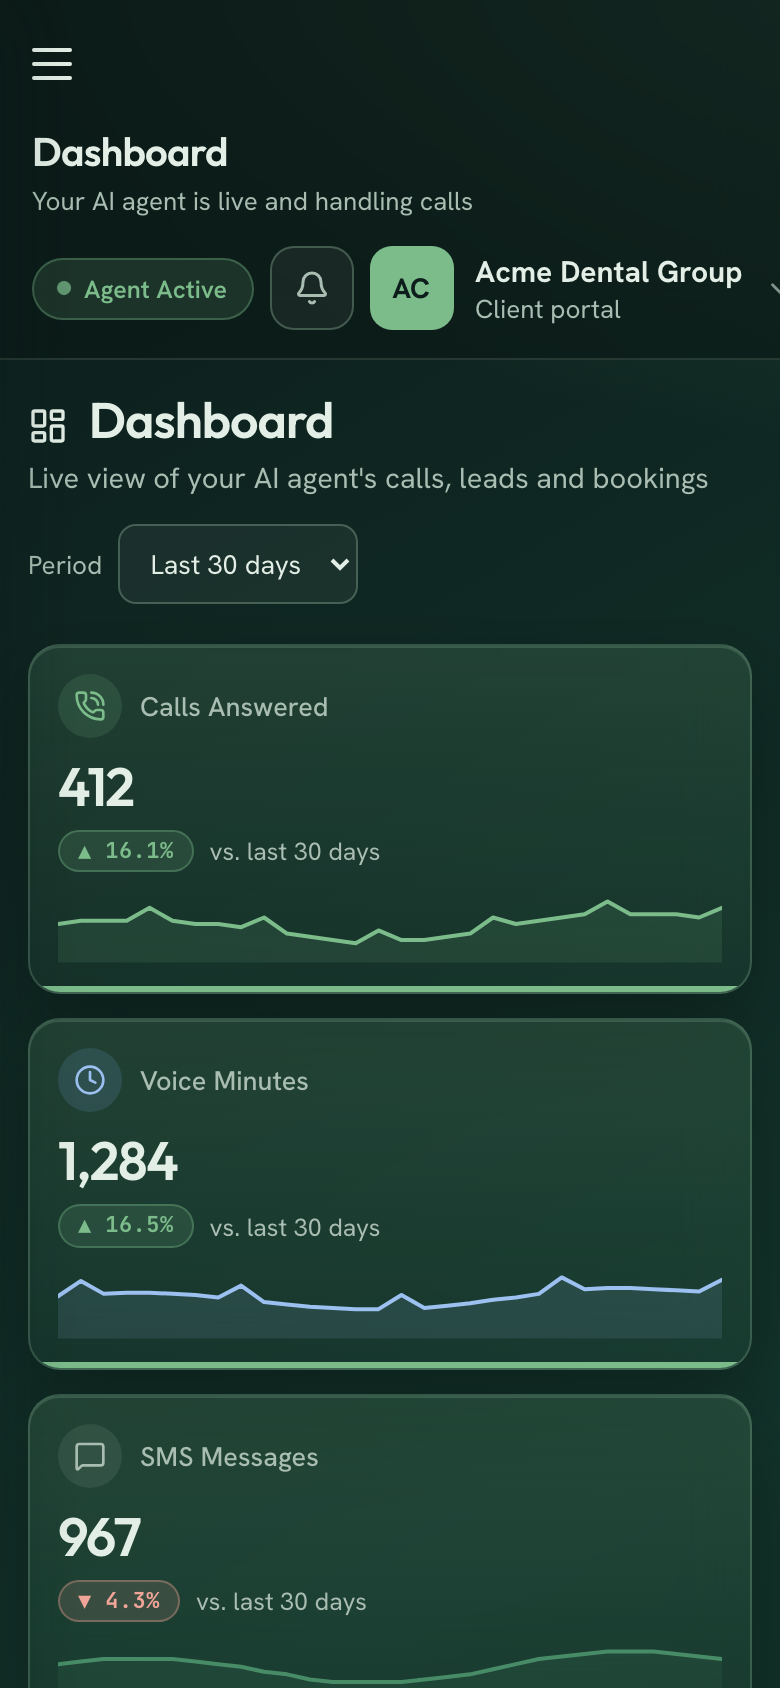 Dashboard
Your AI agent is live and handling calls
Agent Active
AC
Acme Dental Group
Client portal
Dashboard
Live view of your AI agent's calls, leads and bookings
Period
Last 30 days
Calls Answered
412
▲ 16.1% vs. last 30 days
Voice Minutes
1,284
▲ 16.5% vs. last 30 days
SMS Messages
967
▼ 4.3% vs. last 30 days